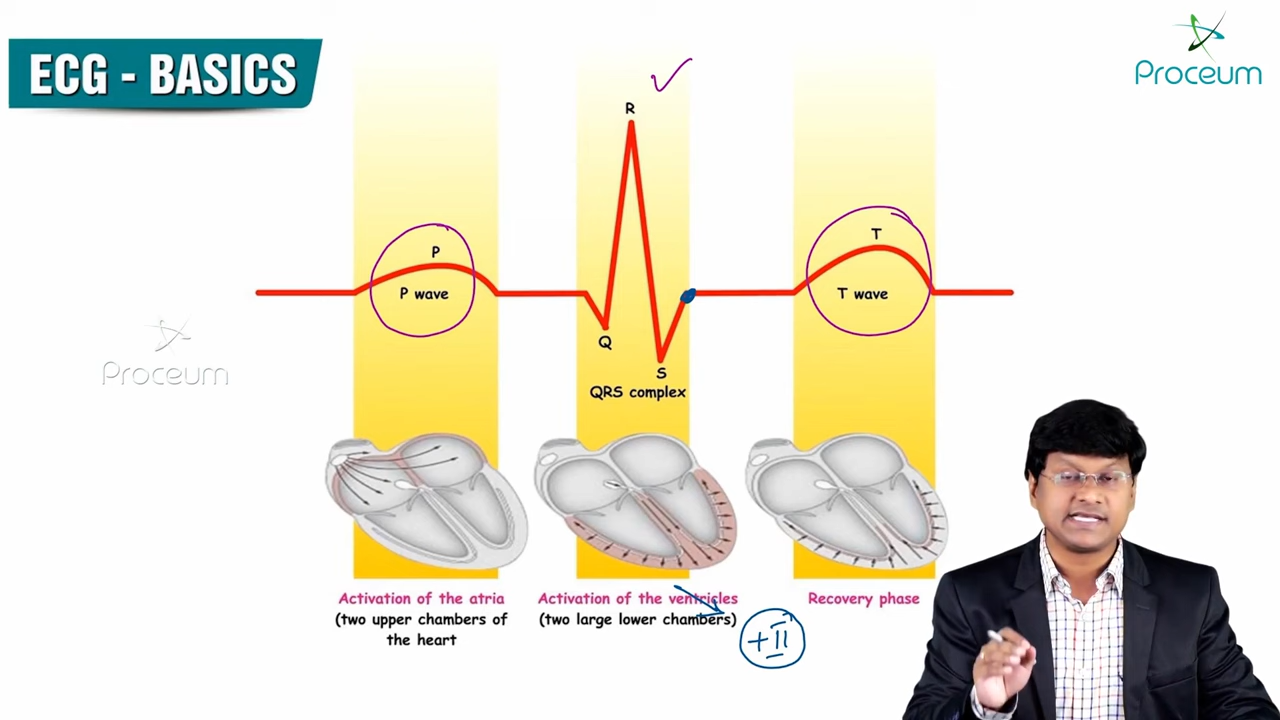 ECG - BASICS
Proceum
R
P
P wave
Q
S
QRS complex
T
T wave
Proceum
Activation of the atria
(two upper chambers of
the heart
Activation of the ventricles
(two large lower chambers)
Recovery phase
+II